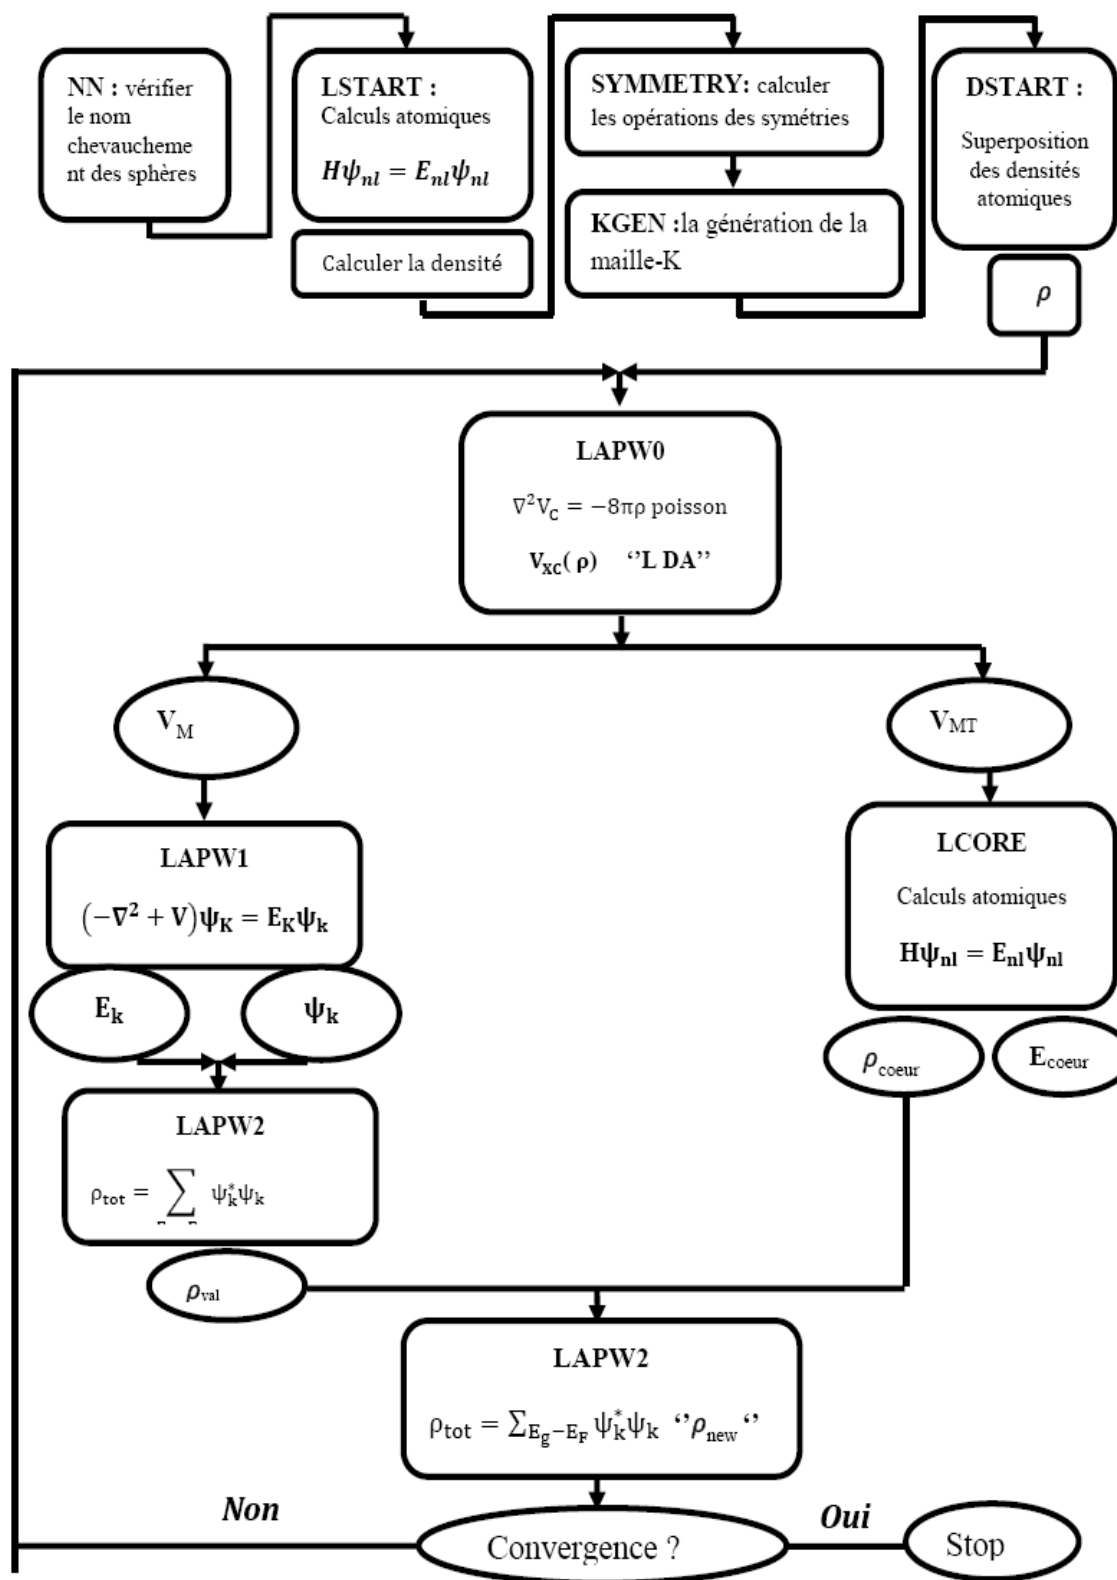 NN : vérifier
le nom
chevaucheme
nt des sphères
LSTART :
Calculs atomiques
Hψnl = Enlψnl
Calculer la densité
SYMMETRY: calculer
les opérations des symétries
KGEN :la génération de la
maille-K
DSTART :
Superposition
des densités
atomiques
ρ
LAPW0
∇²VC = −8πρ poisson
VXC( ρ) ‘’L DA’’
VM
VMT
LAPW1
(−∇² + V)ψK = EKψk
Ek
ψk
LCORE
Calculs atomiques
Hψnl = Enlψnl
ρcoeur
Ecoeur
LAPW2
ρtot = ∑ ψk*ψk
ρval
LAPW2
ρtot = ∑Eg−EF ψk*ψk ‘’ρnew ‘’
Non
Convergence ?
Oui
Stop